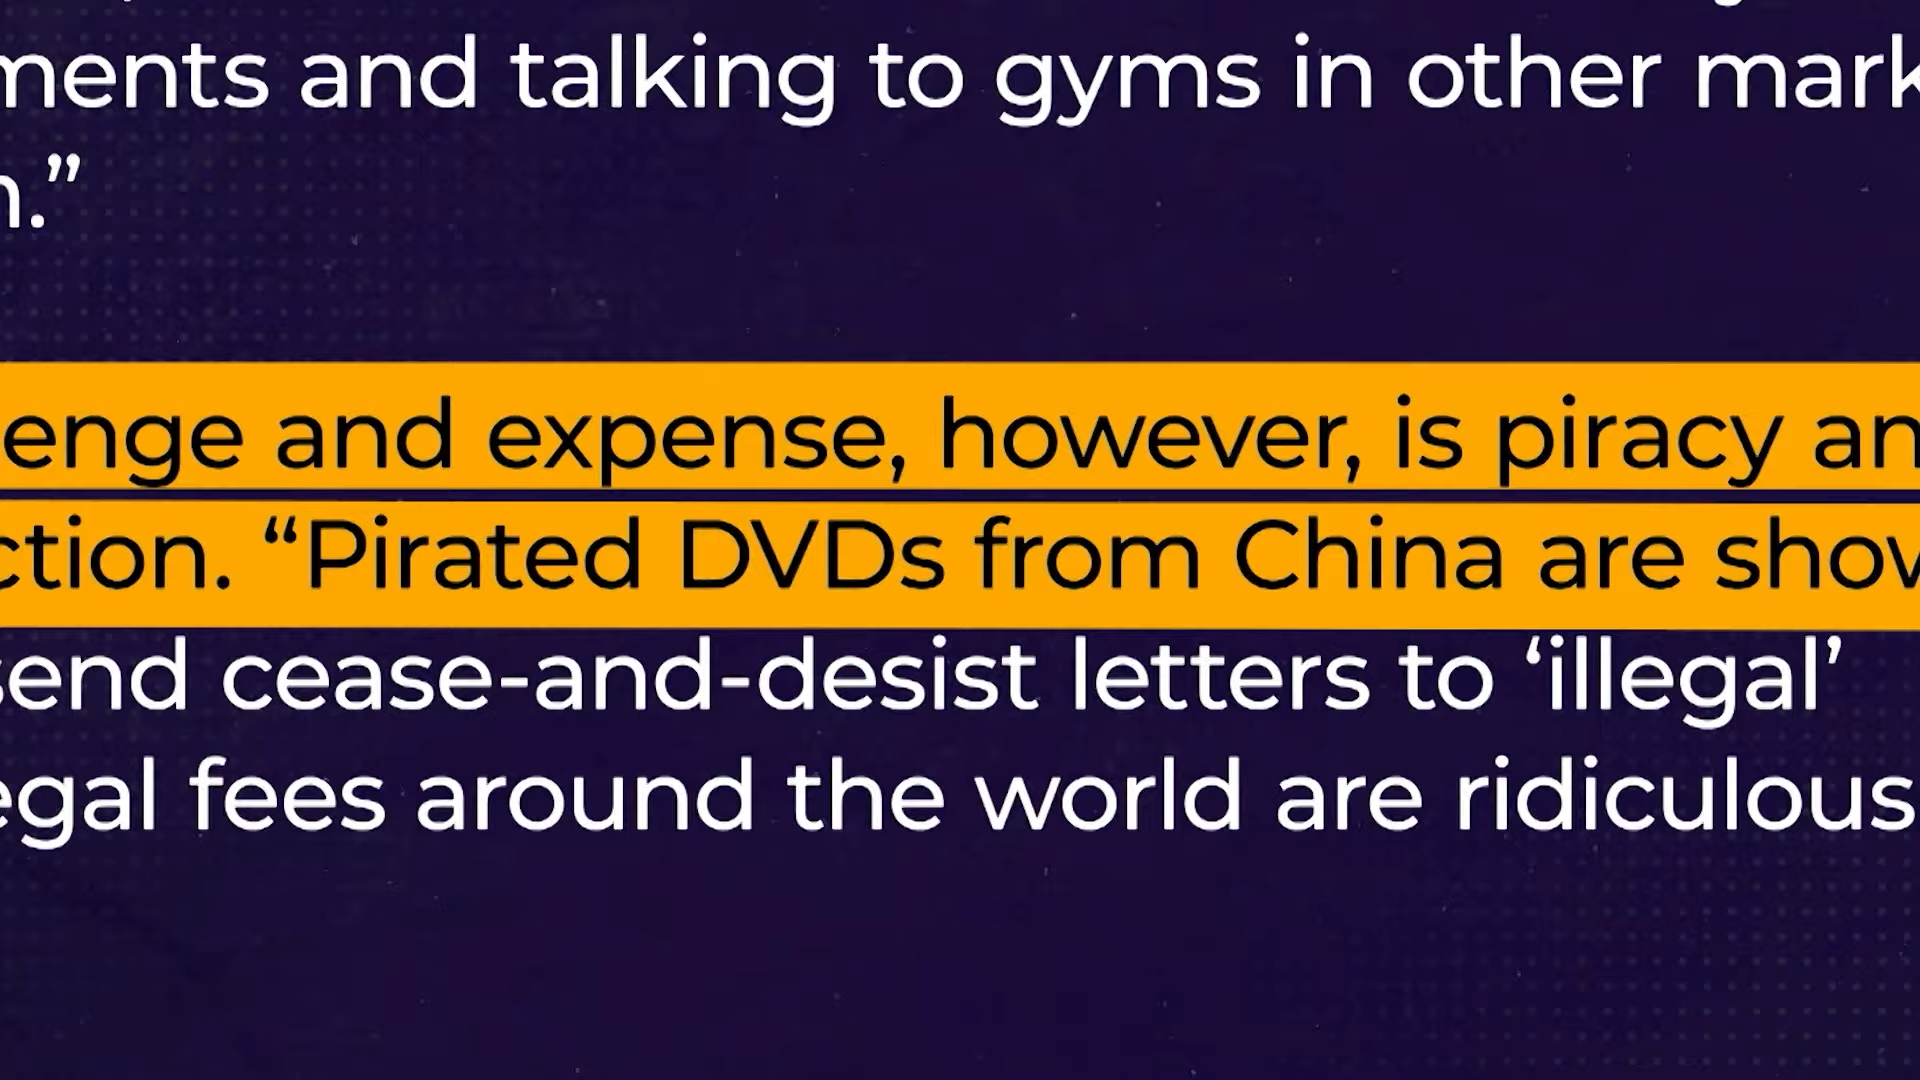 ments and talking to gyms in other mark
n.”
enge and expense, however, is piracy an
ction. “Pirated DVDs from China are show
send cease-and-desist letters to ‘illegal’
egal fees around the world are ridiculous